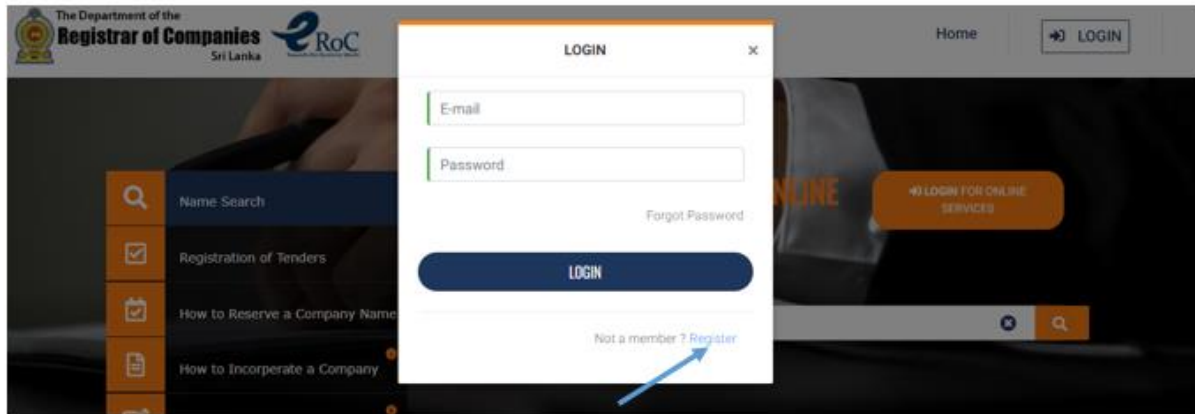 The Department of the
Registrar of Companies
Sri Lanka
eRoC
Home
LOGIN
LOGIN
×
E-mail
Password
Forgot Password
LOGIN
Not a member ? Register
Name Search
Registration of Tenders
How to Reserve a Company Name
How to Incorperate a Company
NLINE
LOGIN FOR ONLINE
SERVICES